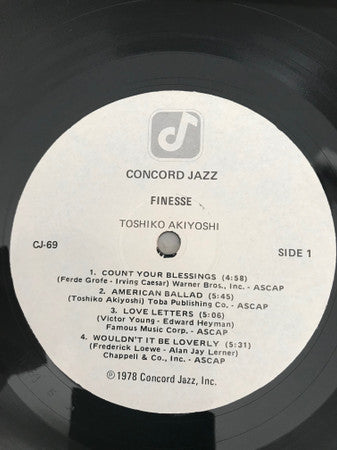 CONCORD JAZZ
FINESSE
TOSHIKO AKIYOSHI
CJ-69 SIDE 1
1. COUNT YOUR BLESSINGS (4:58)
(Ferde Grofe - Irving Caesar) Warner Bros., Inc. - ASCAP
2. AMERICAN BALLAD (5:45)
(Toshiko Akiyoshi) Toba Publishing Co. - ASCAP
3. LOVE LETTERS (5:06)
(Victor Young - Edward Heyman)
Famous Music Corp. - ASCAP
4. WOULDN'T IT BE LOVERLY (5:31)
(Frederick Loewe - Alan Jay Lerner)
Chappell & Co., Inc. - ASCAP
℗1978 Concord Jazz, Inc.